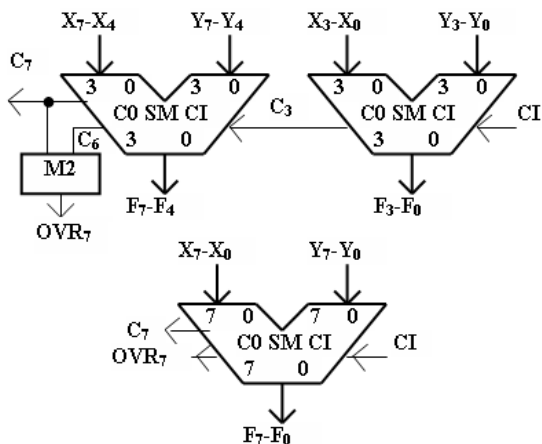 X₇-X₄ Y₇-Y₄ X₃-X₀ Y₃-Y₀
C₇ 3 0 3 0 3 0 3 0
C0 SM CI C₃ C0 SM CI CI
C₆ 3 0 3 0
M2
F₇-F₄ F₃-F₀
OVR₇
X₇-X₀ Y₇-Y₀
7 0 7 0
C₇ C0 SM CI CI
OVR₇ 7 0
F₇-F₀